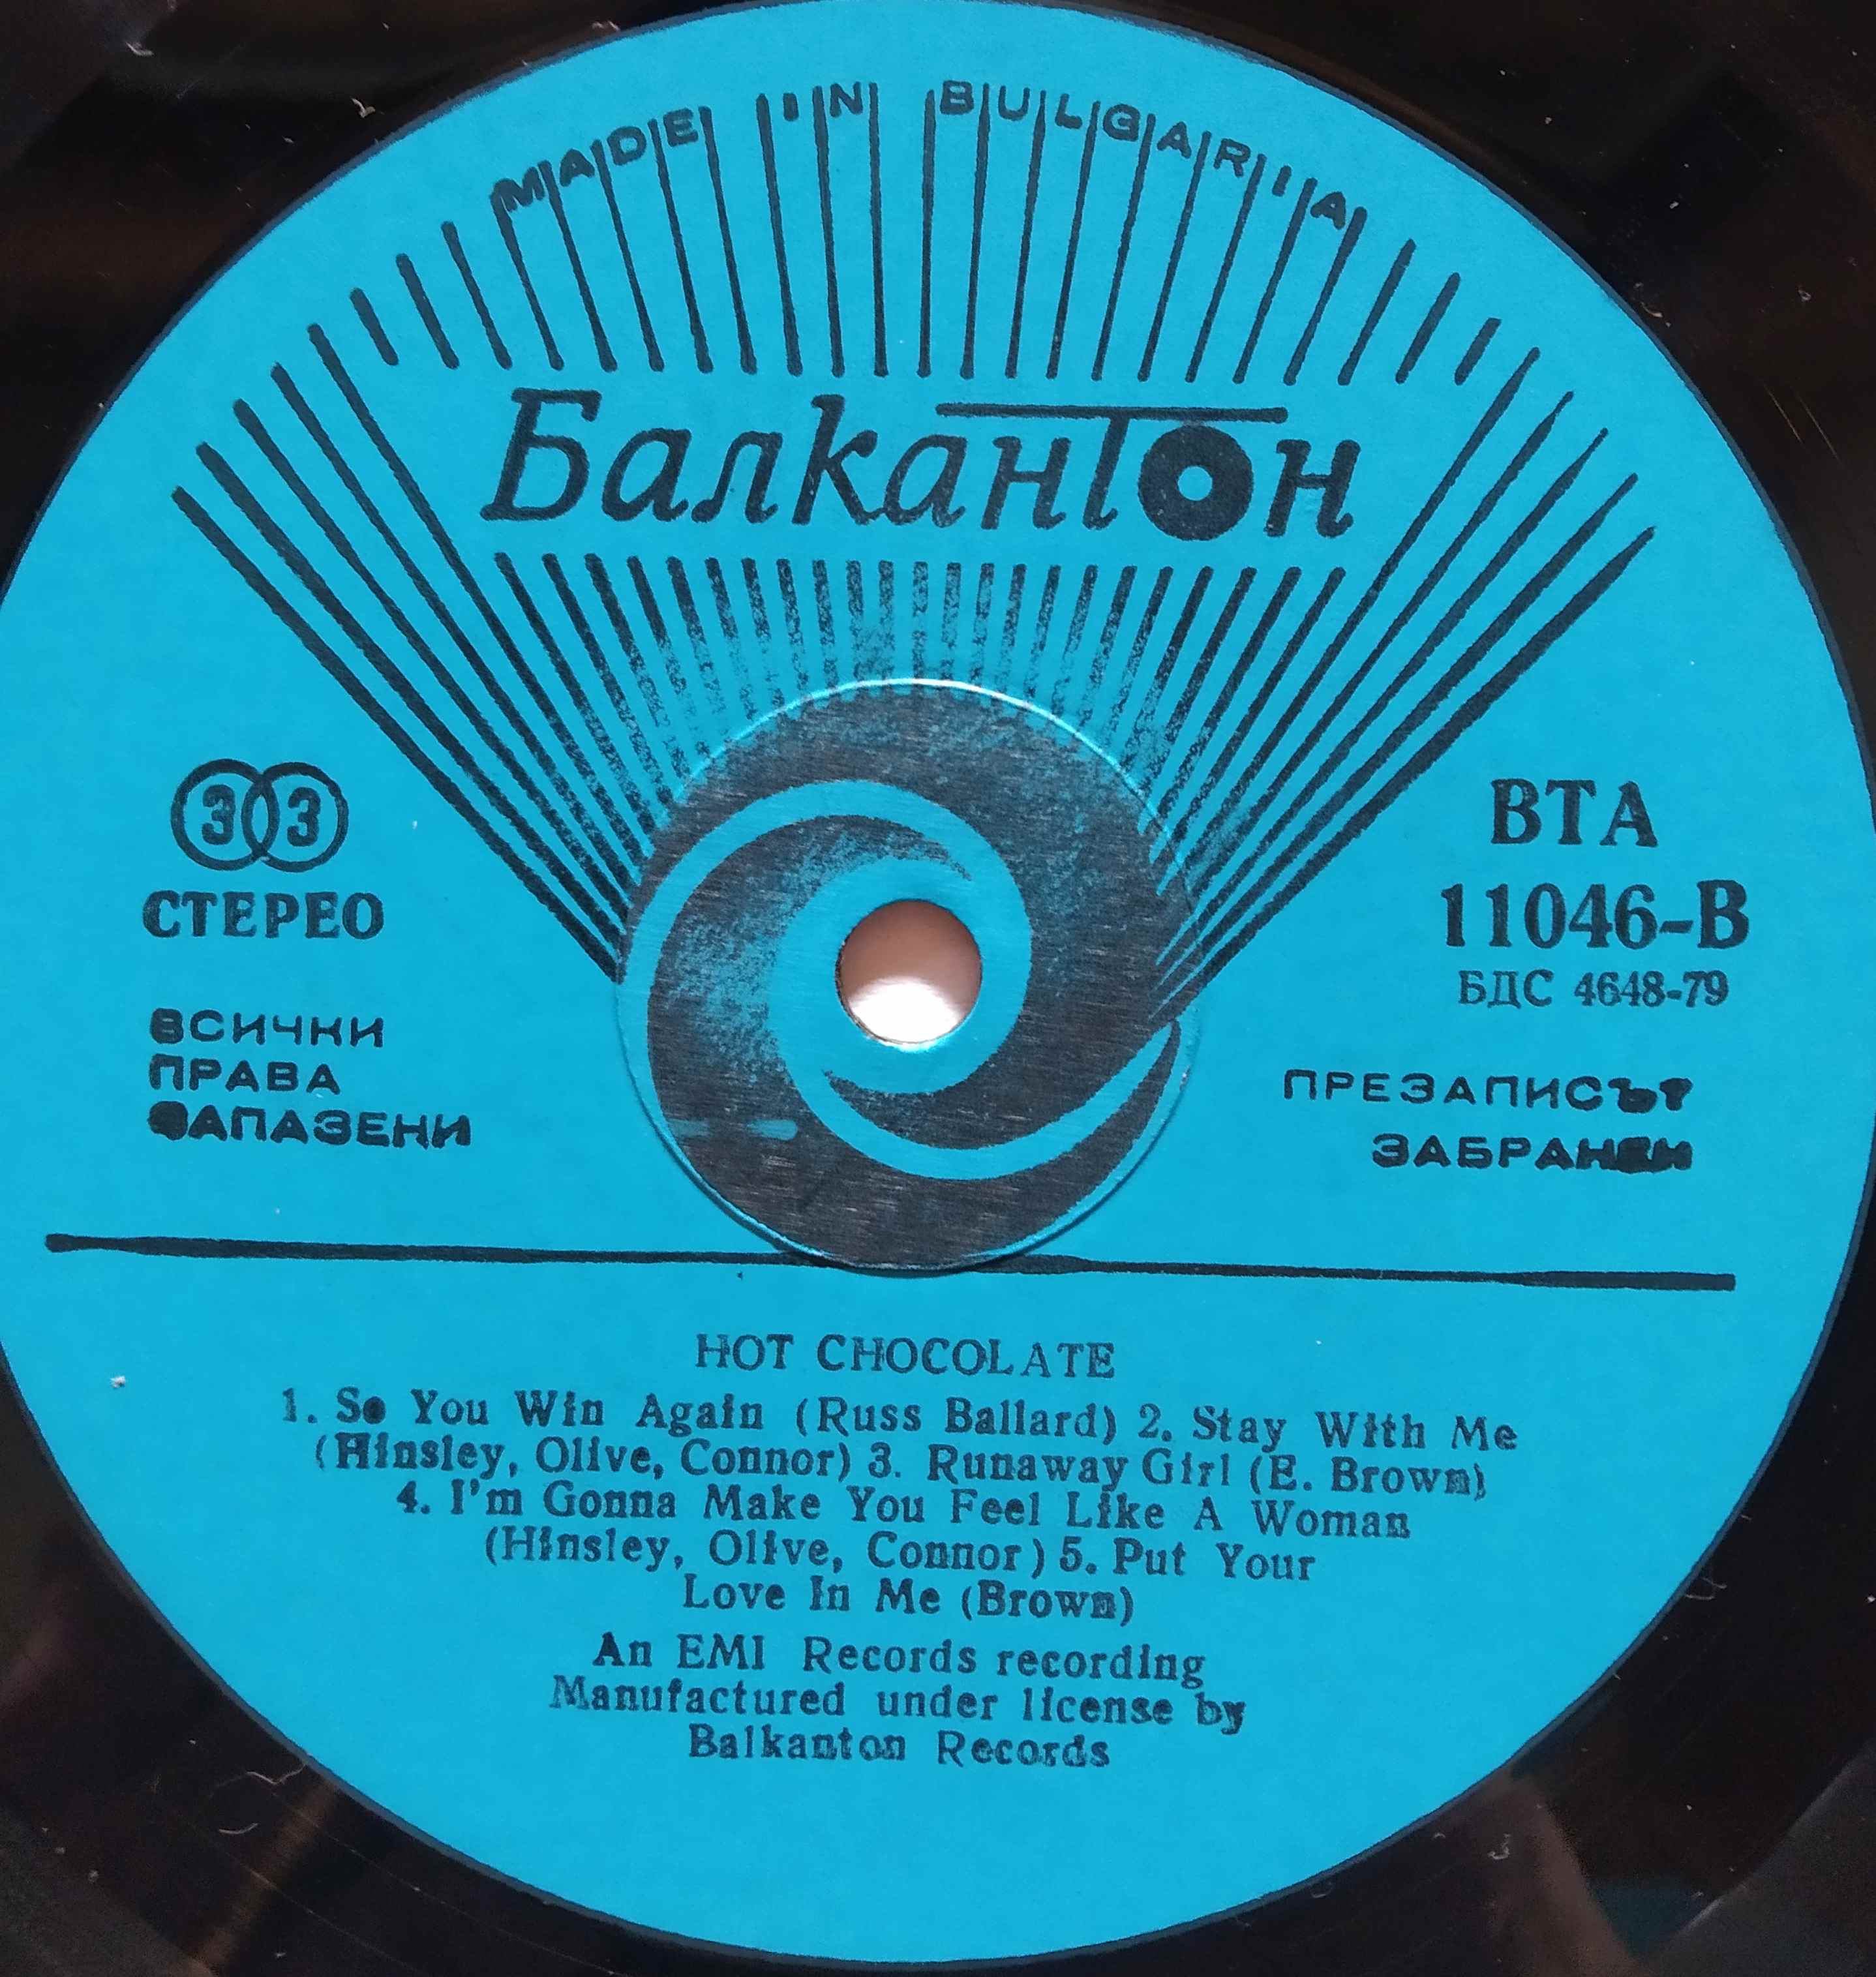 MADE IN BULGARIA
Балкантон
33
СТЕРЕО
ВСИЧКИ
ПРАВА
ЗАПАЗЕНИ
ВТА
11046-В
БДС 4648-79
ПРЕЗАПИСЪТ
ЗАБРАНЕН
HOT CHOCOLATE
1. So You Win Again (Russ Ballard) 2. Stay With Me
(Hinsley, Olive, Connor) 3. Runaway Girl (E. Brown)
4. I'm Gonna Make You Feel Like A Woman
(Hinsley, Olive, Connor) 5. Put Your
Love In Me (Brown)
An EMI Records recording
Manufactured under license by
Balkanton Records